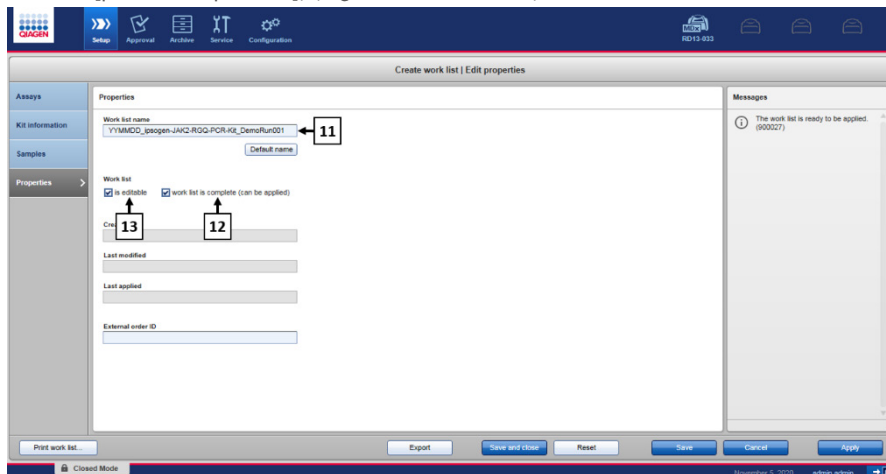 QIAGEN
Setup Approval Archive Service Configuration
MDx
RD13-933
Create work list | Edit properties
Assays
Kit information
Samples
Properties
Properties
Work list name
YYMMDD_ipsogen-JAK2-RGQ-PCR-Kit_DemoRun001
11
Default name
Work list
is editable work list is complete (can be applied)
13
12
Last modified
Last applied
External order ID
Messages
The work list is ready to be applied.
(900027)
Print work list... Export Save and close Reset Save Cancel Apply
Closed Mode
November 5, 2020 admin admin